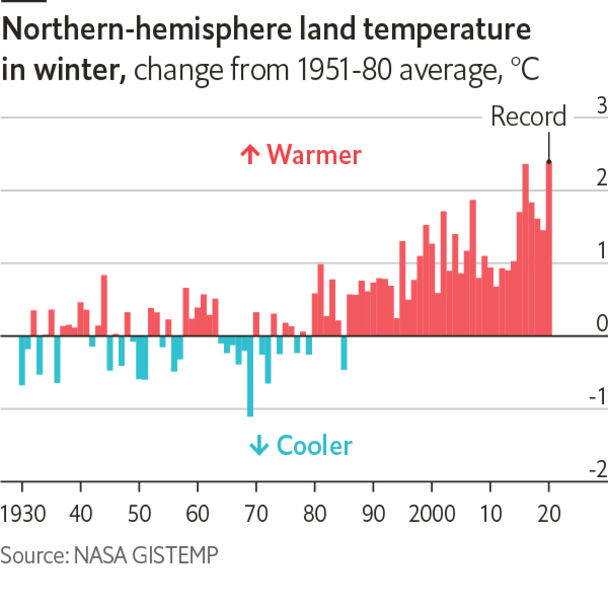 Northern-hemisphere land temperature
in winter, change from 1951-80 average, °C
3
Record
↑ Warmer
2
1
0
-1
↓ Cooler
-2
1930 40 50 60 70 80 90 2000 10 20
Source: NASA GISTEMP